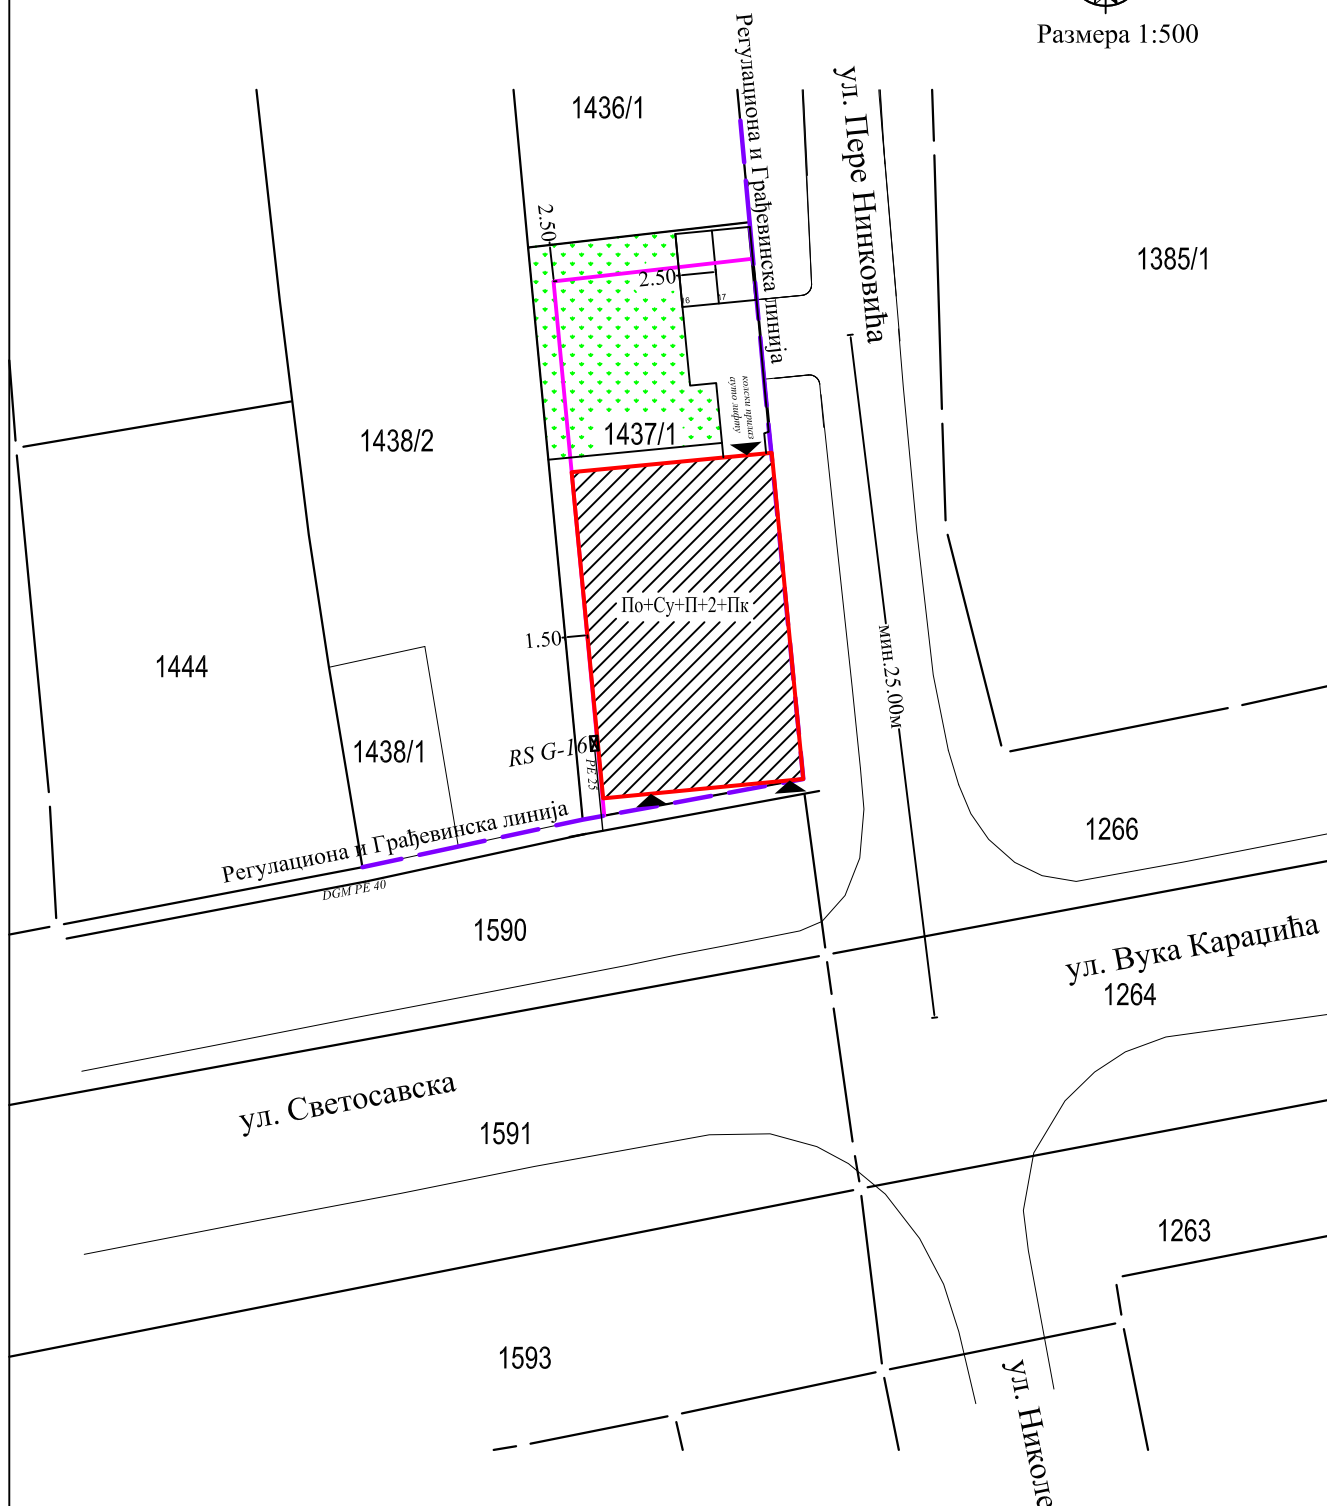 Размера 1:500
Регулациона и Грађевинска линија
ул. Пере Нинковића
1436/1
2.50
1385/1
2.50
колски прилаз
ауто лифту
1437/1
1438/2
По+Су+П+2+Пк
1.50
мин.25.00м
1444
1438/1
RS G-16
PE 25
Регулациона и Грађевинска линија
DGM PE 40
1266
1590
ул. Вука Караџића
1264
ул. Светосавска
1591
1263
1593
ул. Николе